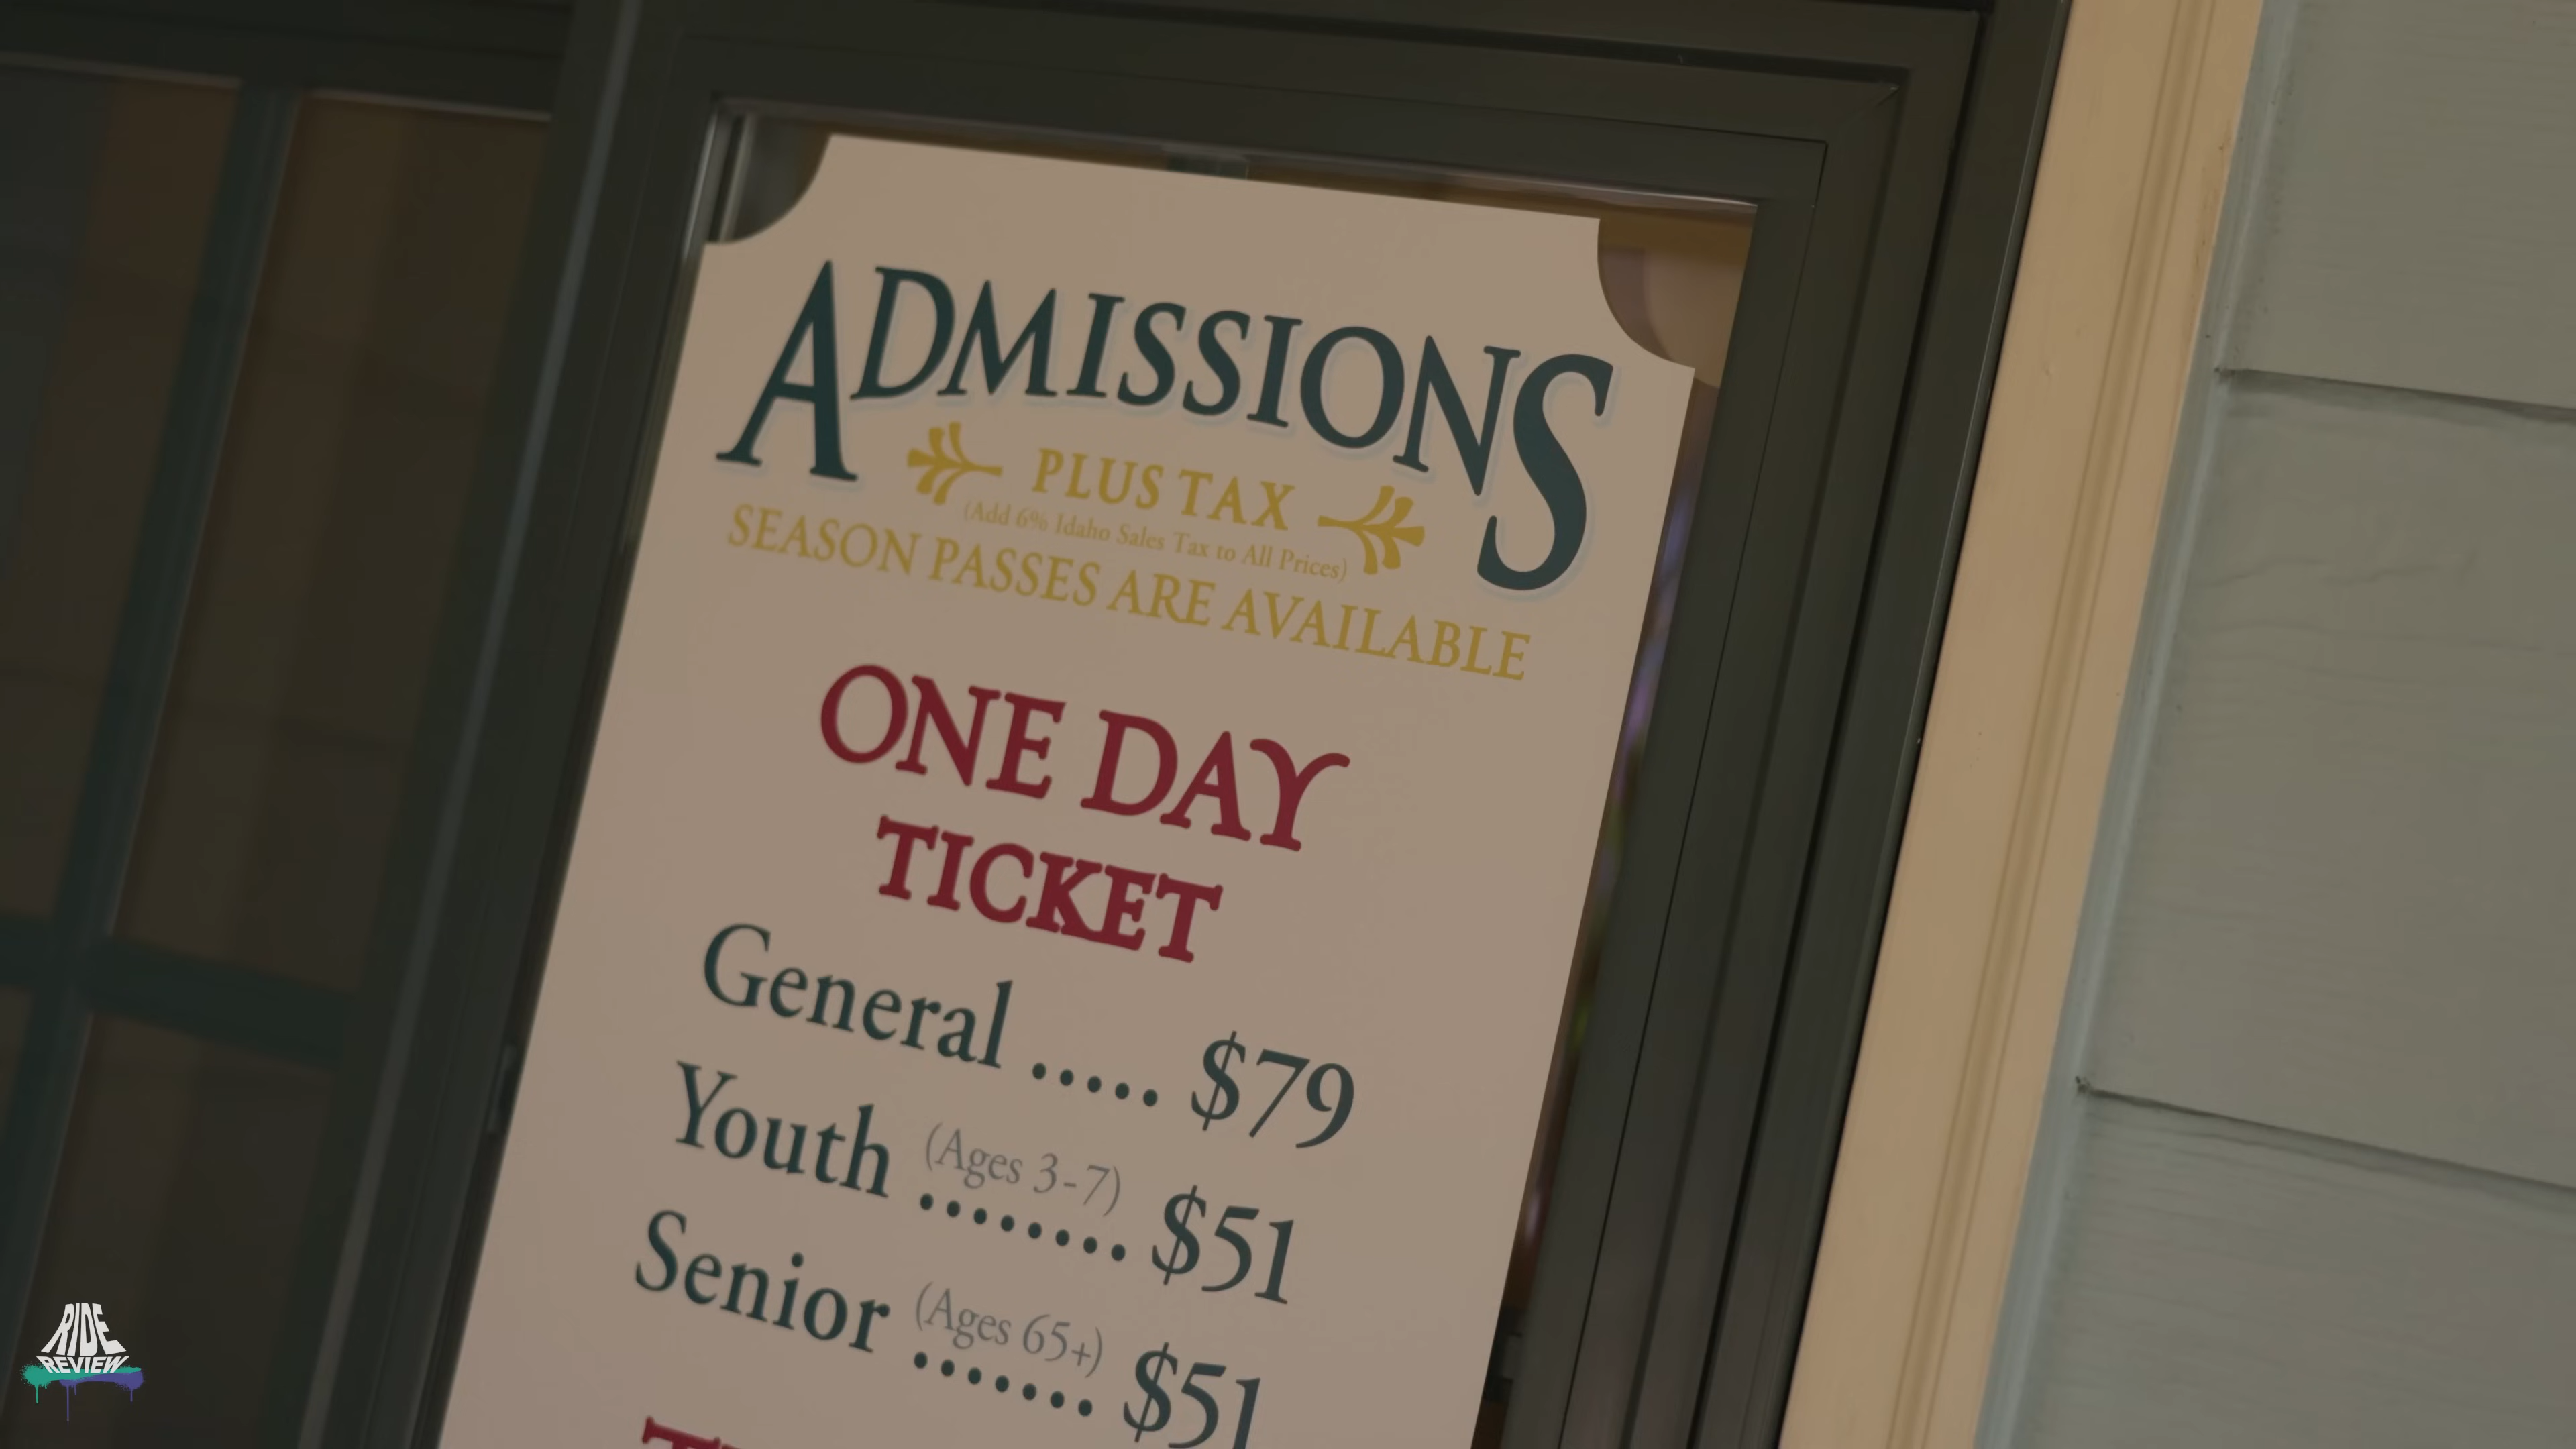 ADMISSIONS
PLUS TAX
(Add 6% Idaho Sales Tax to All Prices)
SEASON PASSES ARE AVAILABLE
ONE DAY
TICKET
General ..... $79
Youth (Ages 3-7) ........ $51
Senior (Ages 65+) ....... $51
RIDE
REVIEW